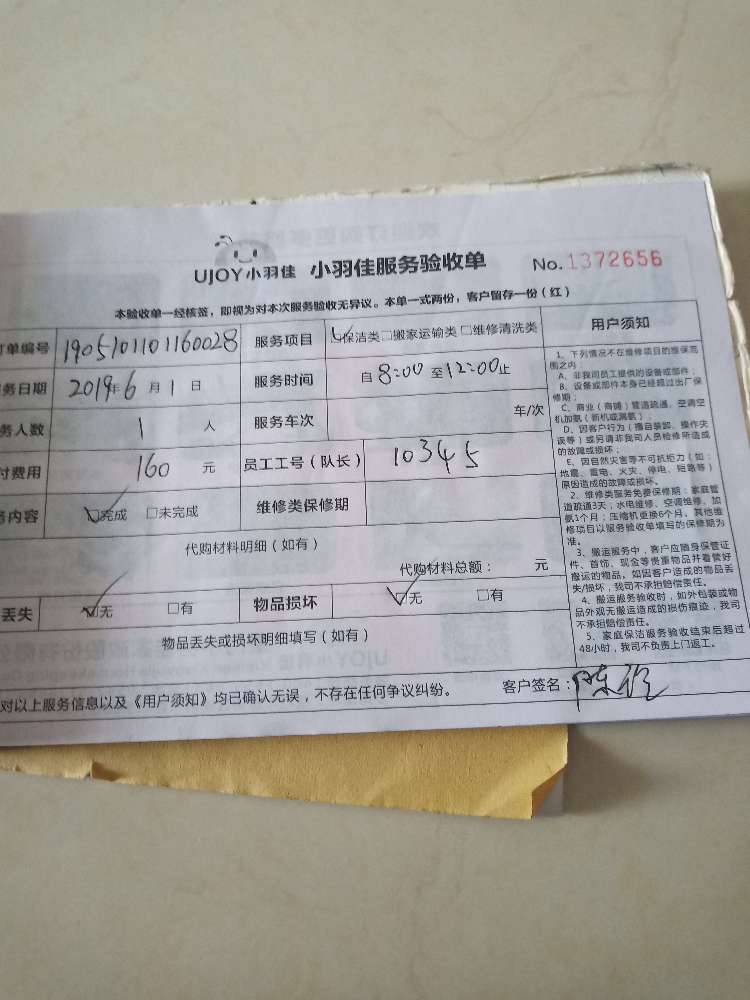 UJOY小羽佳 小羽佳服务验收单 No.1372656
本验收单一经核签，即视为对本次服务验收无异议。本单一式两份，客户留存一份（红）
单编号 1905101101160028 服务项目 保洁类□搬家运输类□维修清洗类
务日期 2019年6月1日 服务时间 自8:00至12:00止
务人数 1 人 服务车次 车/次
付费用 160 元 员工工号（队长） 10345
内容 完成 □未完成 维修类保修期
代购材料明细（如有）
代购材料总额： 元
丢失 无 □有 物品损坏 无 □有
物品丢失或损坏明细填写（如有）
对以上服务信息以及《用户须知》均已确认无误，不存在任何争议纠纷。 客户签名：陈
用户须知
1、下列情况不在维修项目的维保范
围之内：
A、非我司员工提供的设备或部件；
B、设备或部件本身已经超过出厂保
修期；
C、商业（商铺）管道疏通，空调空
机加氨（新机或漏氨）
D、因客户行为（擅自装卸、操作失
误等）或另请非我司人员检修所造成
的故障或损坏；
E、因自然灾害等不可抗拒力（如：
地震、雷电、火灾、停电、短路等）
原因造成的故障或损坏。
2、维修类服务免费保修期：家庭管
道疏通3天；水电维修、空调维修、加
氨1个月；压缩机更换6个月。其他维
修项目以服务验收单填写的保修期为
准。
3、搬运服务中，客户应随身保管证
件、首饰、现金等贵重物品并看管好
搬运的物品。如因客户造成的物品丢
失/损坏，我司不承担赔偿责任。
4、搬运服务验收时，如外包装或物
品外观无搬运造成的损伤痕迹，我司
不承担赔偿责任。
5、家庭保洁服务验收结束后超过
48小时，我司不负责上门返工。